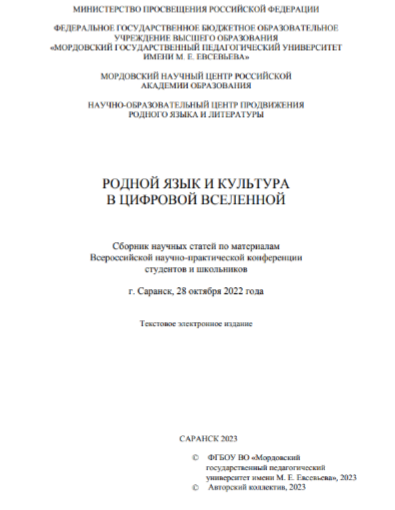 МИНИСТЕРСТВО ПРОСВЕЩЕНИЯ РОССИЙСКОЙ ФЕДЕРАЦИИ
ФЕДЕРАЛЬНОЕ ГОСУДАРСТВЕННОЕ БЮДЖЕТНОЕ ОБРАЗОВАТЕЛЬНОЕ
УЧРЕЖДЕНИЕ ВЫСШЕГО ОБРАЗОВАНИЯ
«МОРДОВСКИЙ ГОСУДАРСТВЕННЫЙ ПЕДАГОГИЧЕСКИЙ УНИВЕРСИТЕТ
ИМЕНИ М. Е. ЕВСЕВЬЕВА»
МОРДОВСКИЙ НАУЧНЫЙ ЦЕНТР РОССИЙСКОЙ
АКАДЕМИИ ОБРАЗОВАНИЯ
НАУЧНО-ОБРАЗОВАТЕЛЬНЫЙ ЦЕНТР ПРОДВИЖЕНИЯ
РОДНОГО ЯЗЫКА И ЛИТЕРАТУРЫ
РОДНОЙ ЯЗЫК И КУЛЬТУРА
В ЦИФРОВОЙ ВСЕЛЕННОЙ
Сборник научных статей по материалам
Всероссийской научно-практической конференции
студентов и школьников
г. Саранск, 28 октября 2022 года
Текстовое электронное издание
САРАНСК 2023
© ФГБОУ ВО «Мордовский
государственный педагогический
университет имени М. Е. Евсевьева», 2023
© Авторский коллектив, 2023